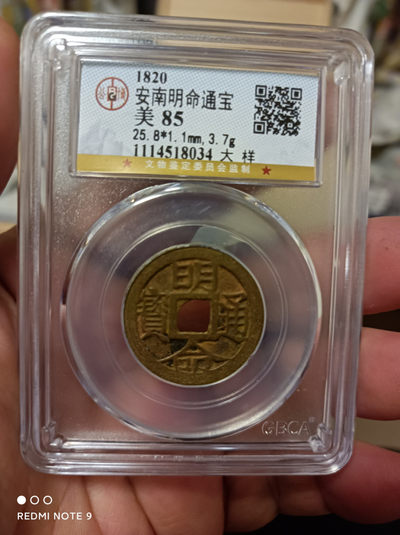 1820
安南明命通宝
美 85
25.8*1.1mm,3.7g
1114518034 大 样
文物鉴定委员会监制
明命通寶
GBCA
REDMI NOTE 9